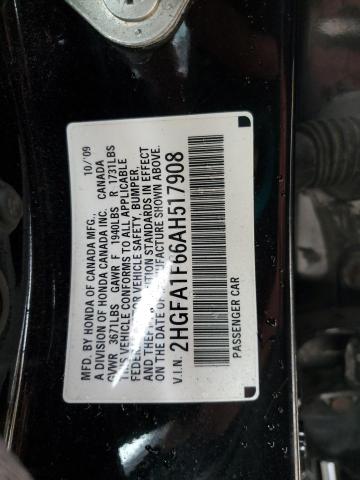 MFD. BY HONDA OF CANADA MFG., 10/09
A DIVISION OF HONDA CANADA INC. CANADA
GVWR 3671LBS GAWR F 1940LBS R 1731LBS
THIS VEHICLE CONFORMS TO ALL APPLICABLE
FEDERAL MOTOR VEHICLE SAFETY, BUMPER,
AND THEFT PREVENTION STANDARDS IN EFFECT
ON THE DATE OF MANUFACTURE SHOWN ABOVE.
V.I.N. 2HGFA1F66AH517908
PASSENGER CAR